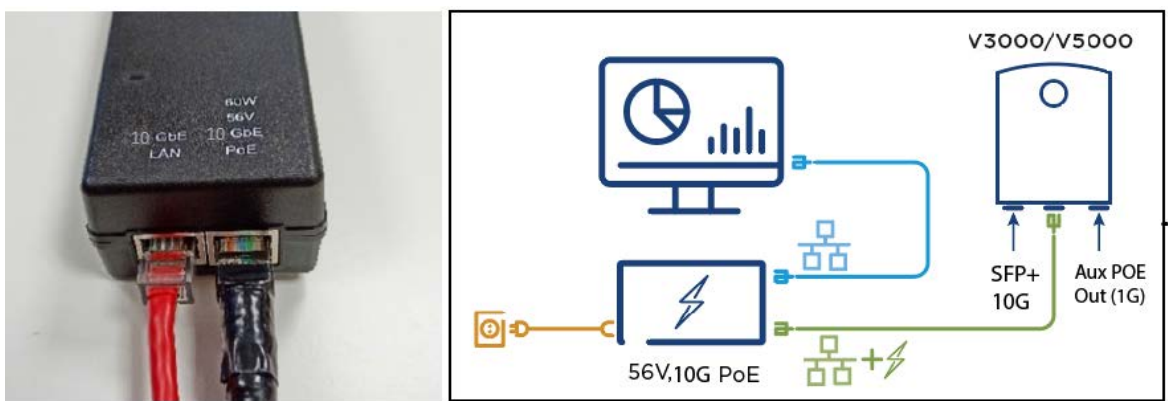 60W
56V
10 GbE 10 GbE
LAN PoE
V3000/V5000
SFP+
10G
Aux POE
Out (1G)
56V,10G PoE